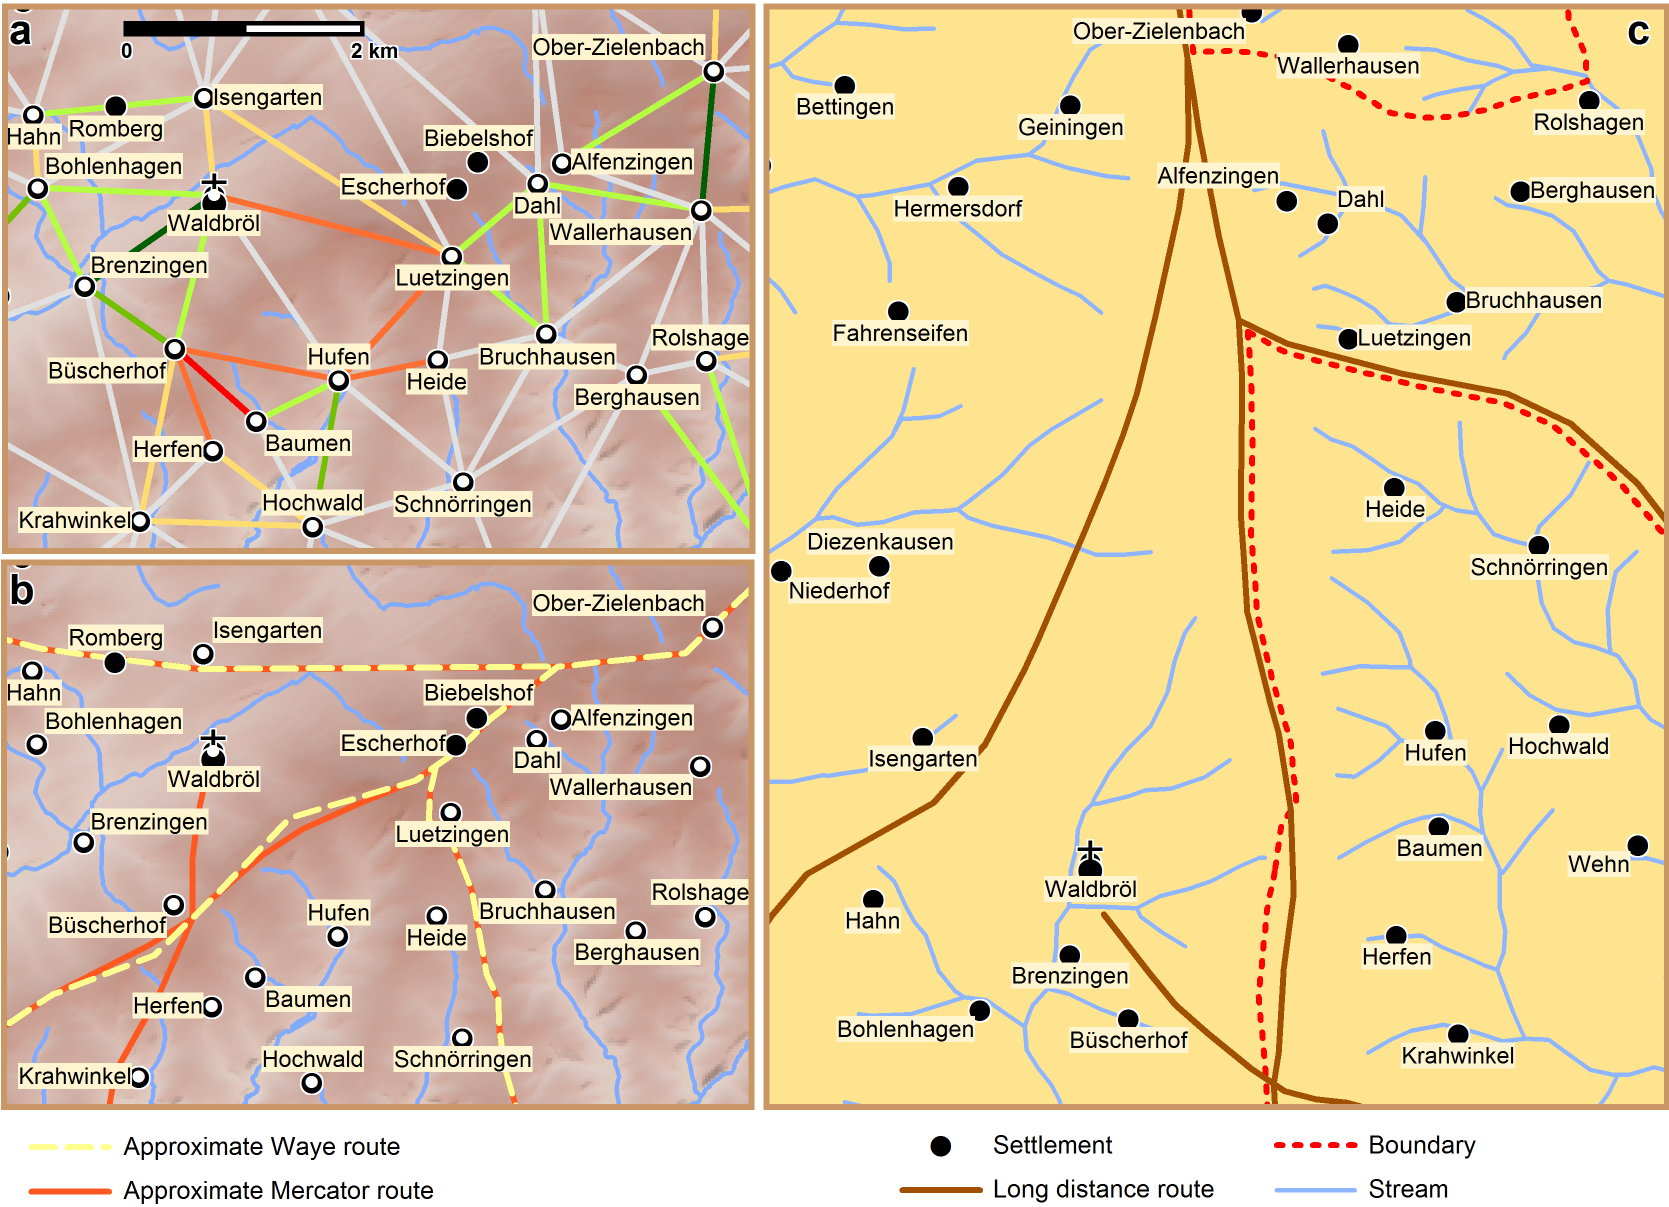 a
0
2 km
Ober-Zielenbach
Isengarten
Romberg
Hahn
Biebelshof
Bohlenhagen
Alfenzingen
Escherhof
Dahl
Waldbröl
Wallerhausen
Brenzingen
Luetzingen
Rolshage
Hufen
Bruchhausen
Büscherhof
Heide
Berghausen
Baumen
Herfen
Hochwald
Schnörringen
Krahwinkel
b
Ober-Zielenbach
Romberg
Isengarten
Hahn
Biebelshof
Bohlenhagen
Alfenzingen
Escherhof
Dahl
Waldbröl
Wallerhausen
Brenzingen
Luetzingen
Rolshage
Hufen
Bruchhausen
Büscherhof
Heide
Berghausen
Baumen
Herfen
Hochwald
Schnörringen
Krahwinkel
c
Ober-Zielenbach
Wallerhausen
Bettingen
Geiningen
Rolshagen
Alfenzingen
Berghausen
Dahl
Hermersdorf
Bruchhausen
Fahrenseifen
Luetzingen
Heide
Diezenkausen
Schnörringen
Niederhof
Isengarten
Hufen
Hochwald
Baumen
Wehn
Waldbröl
Hahn
Herfen
Brenzingen
Bohlenhagen
Büscherhof
Krahwinkel
Approximate Waye route
Approximate Mercator route
Settlement
Boundary
Long distance route
Stream